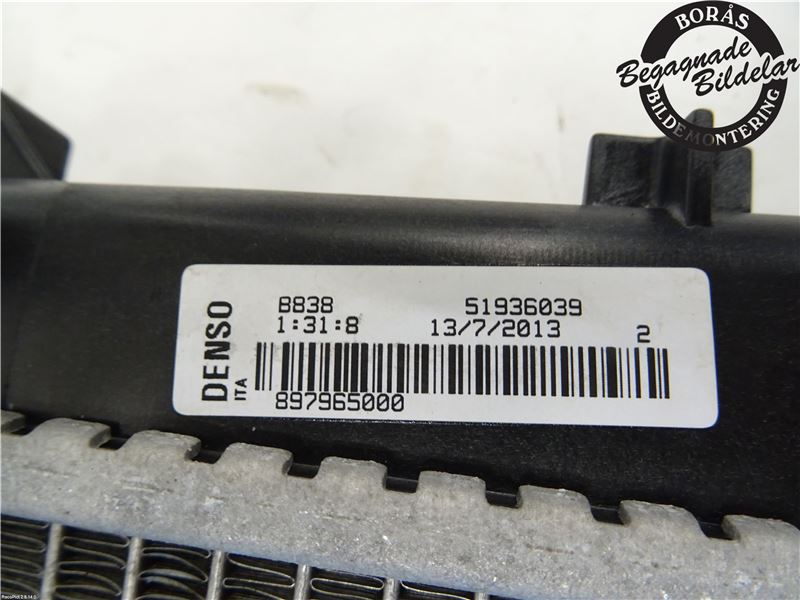 BORÅS
Begagnade
Bildelar
BILDEMONTERING
DENSO
ITA
B838 51936039
1:31:8 13/7/2013 2
897965000